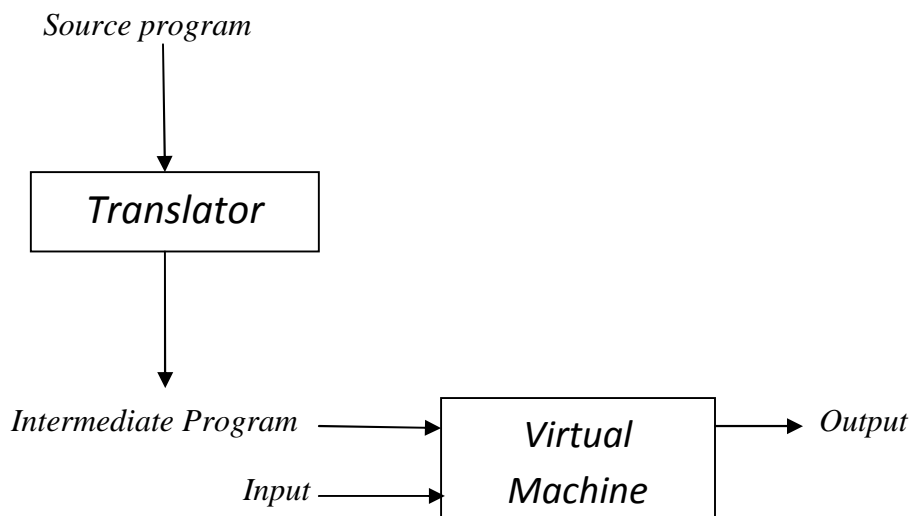 Source program
Translator
Intermediate Program
Virtual
Output
Input
Machine